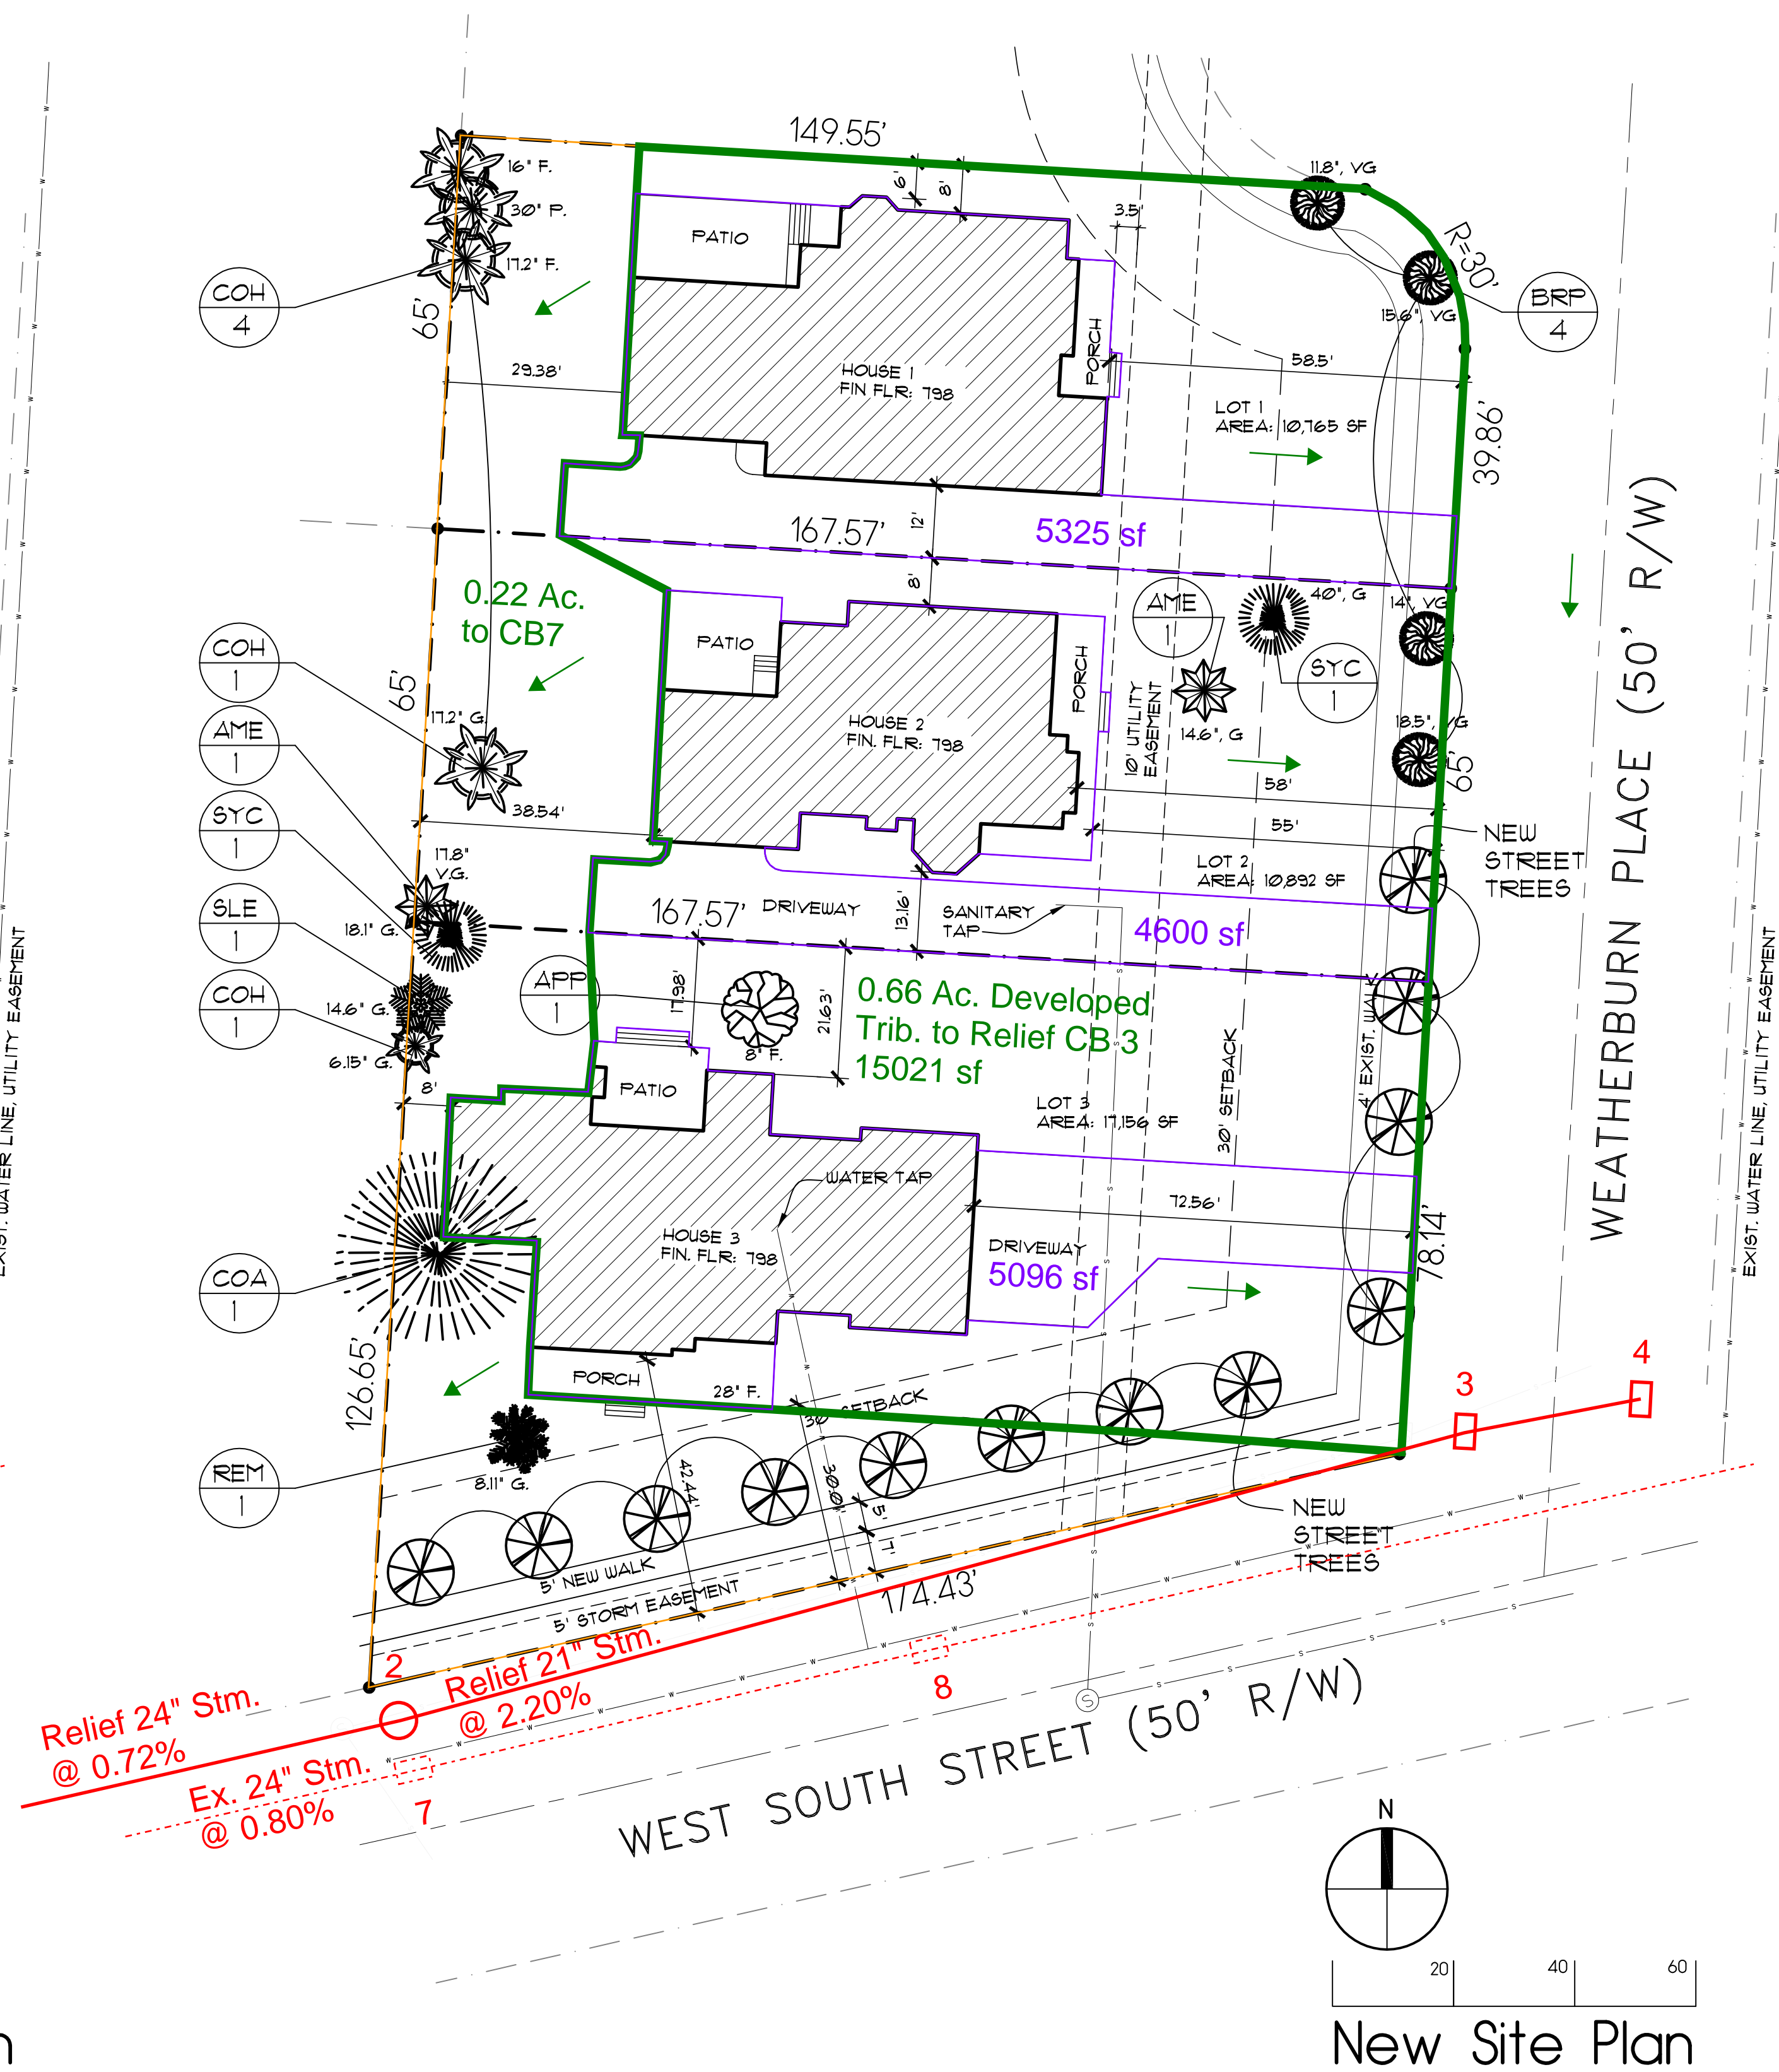 149.55'
16" F.
30" P.
17.2" F.
6'
8'
3.5'
11.8", VG
R=30'
15.6", VG
PATIO
COH
4
BRP
4
65'
29.38'
HOUSE 1
FIN FLR: 798
PORCH
58.5'
LOT 1
AREA: 10,765 SF
39.86'
12'
167.57'
5325 sf
8'
0.22 Ac.
to CB7
AME
1
40", G
14", VG
PATIO
PORCH
SYC
1
COH
1
65'
17.2" G.
HOUSE 2
FIN. FLR: 798
10' UTILITY
EASEMENT
14.6", G
18.5", VG
AME
1
58'
65'
38.54'
SYC
1
55'
NEW
STREET
TREES
17.8"
V.G.
LOT 2
AREA: 10,892 SF
SLE
1
18.1" G.
167.57'
DRIVEWAY
13.16'
SANITARY
TAP
4600 sf
COH
1
14.6" G.
APP
1
17.98'
21.63'
0.66 Ac. Developed
Trib. to Relief CB 3
15021 sf
8" F.
6.15" G.
8'
PATIO
4' EXIST. WALK
30' SETBACK
LOT 3
AREA: 17,156 SF
WATER TAP
72.56'
HOUSE 3
FIN. FLR: 798
DRIVEWAY
5096 sf
78.14'
COA
1
126.65'
PORCH
28" F.
30' SETBACK
REM
1
8.11" G.
42.44'
30.01'
5'
7'
3
4
NEW
STREET
TREES
5' NEW WALK
5' STORM EASEMENT
174.43'
2
Relief 21" Stm.
@ 2.20%
Relief 24" Stm.
@ 0.72%
Ex. 24" Stm.
@ 0.80%
7
8
S
WEST SOUTH STREET (50' R/W)
WEATHERBURN PLACE (50' R/W)
EXIST. WATER LINE, UTILITY EASEMENT
EXIST. WATER LINE, UTILITY EASEMENT
N
20
40
60
New Site Plan
n